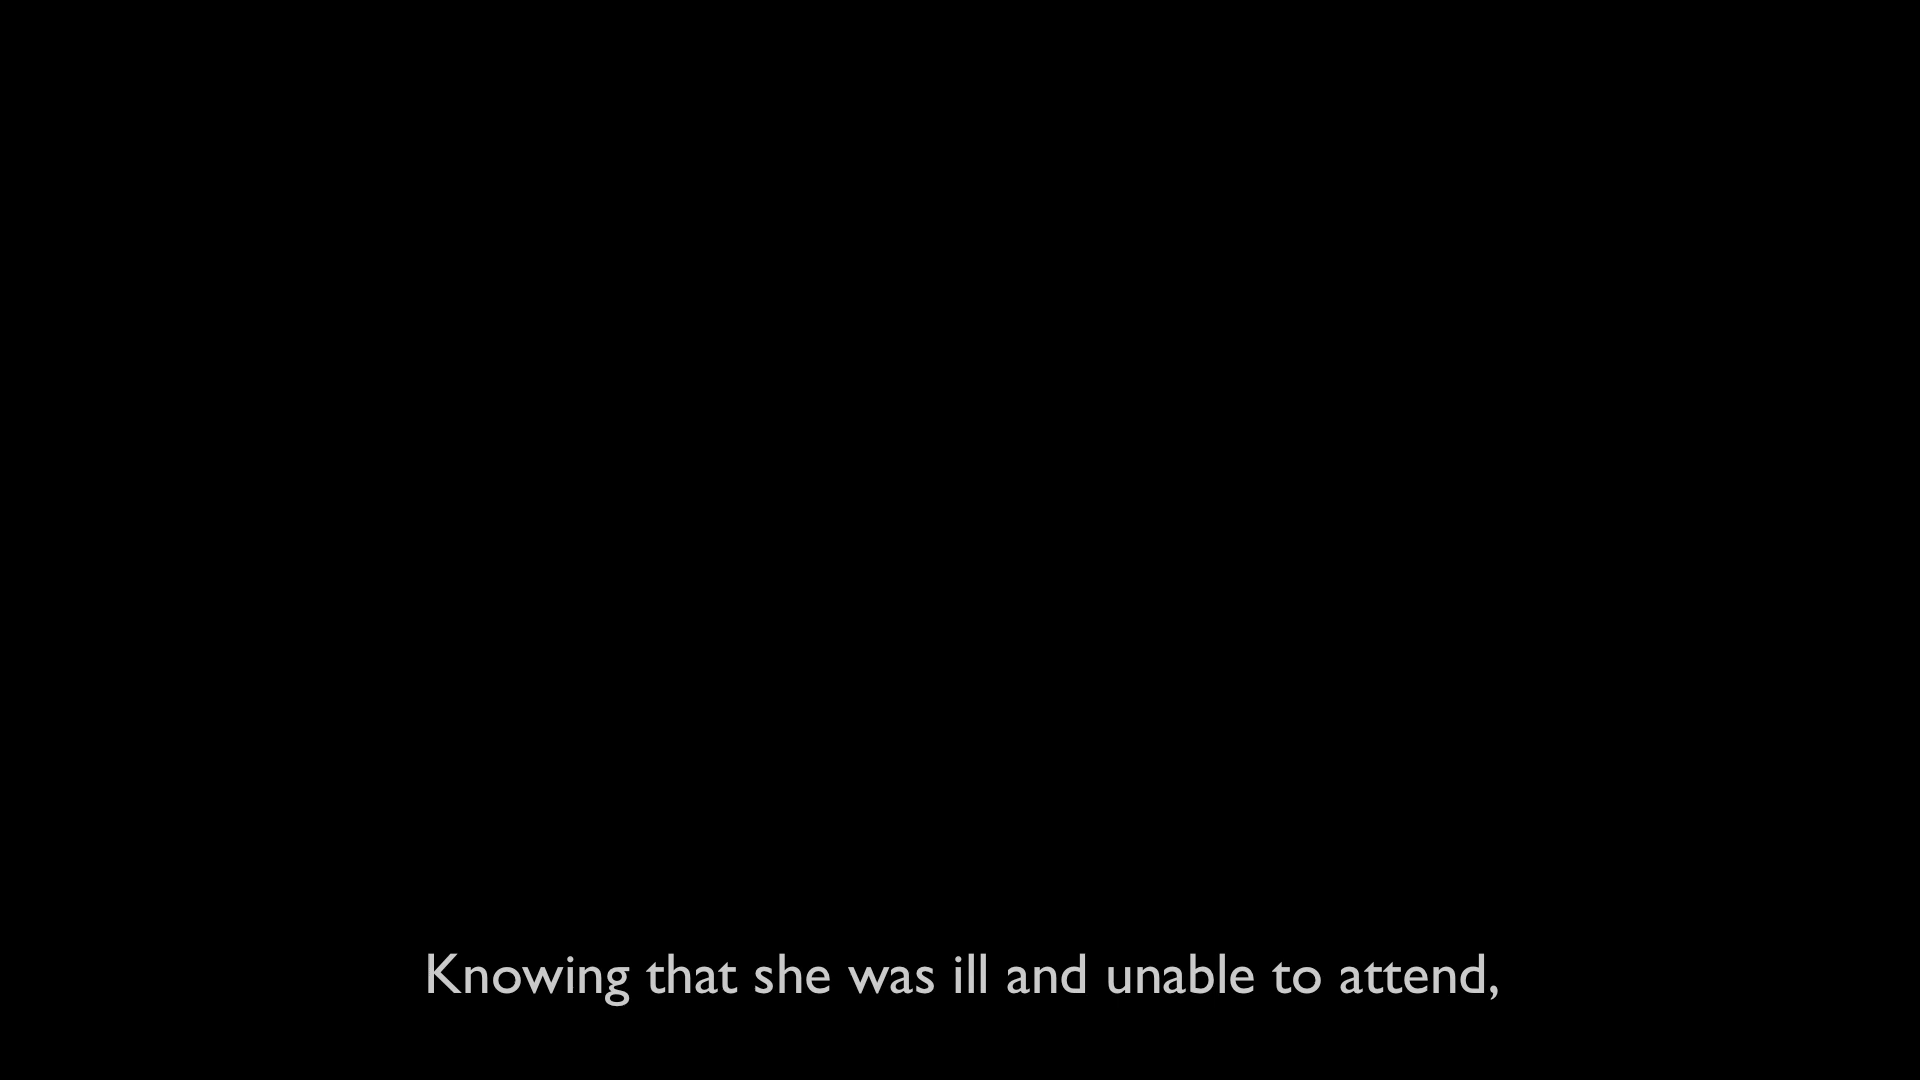 Knowing that she was ill and unable to attend,